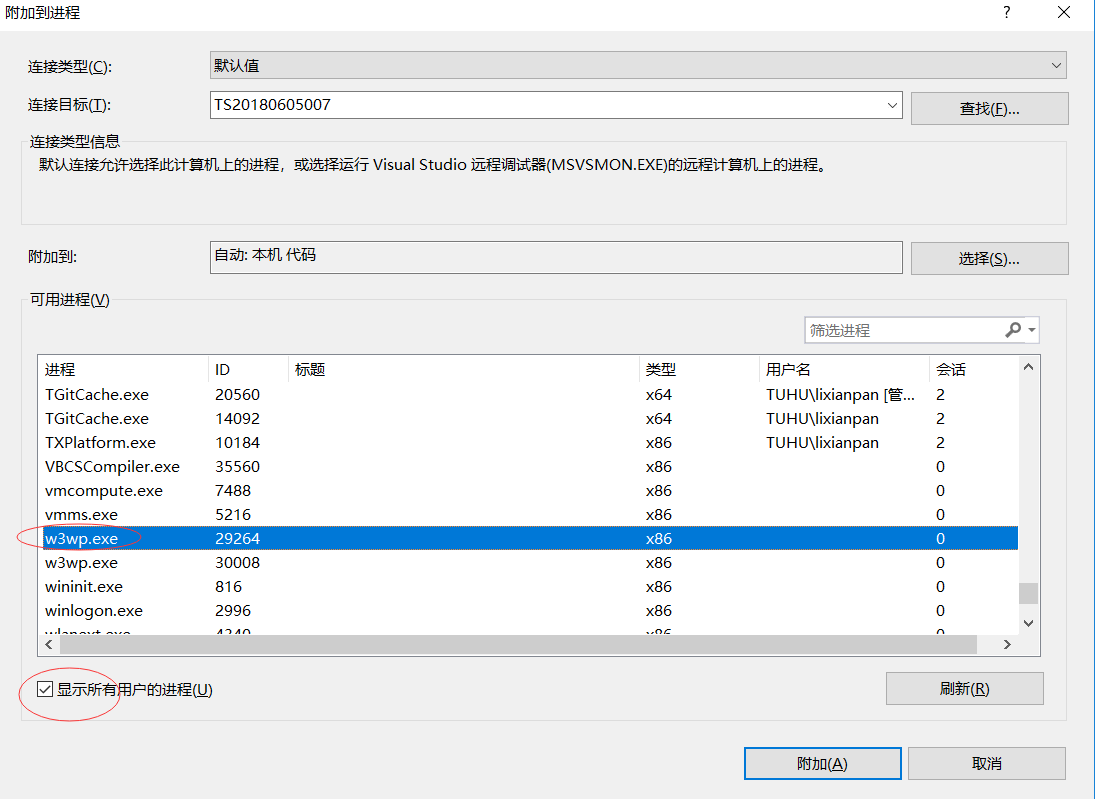 附加到进程
连接类型(C): 默认值
连接目标(T): TS20180605007 查找(F)...
连接类型信息
默认连接允许选择此计算机上的进程，或选择运行 Visual Studio 远程调试器(MSVSMON.EXE)的远程计算机上的进程。
附加到: 自动: 本机 代码 选择(S)...
可用进程(V)
筛选进程
进程 ID 标题 类型 用户名 会话
TGitCache.exe 20560 x64 TUHU\lixianpan [管... 2
TGitCache.exe 14092 x64 TUHU\lixianpan 2
TXPlatform.exe 10184 x86 TUHU\lixianpan 2
VBCSCompiler.exe 35560 x86 0
vmcompute.exe 7488 x86 0
vmms.exe 5216 x86 0
w3wp.exe 29264 x86 0
w3wp.exe 30008 x86 0
wininit.exe 816 x86 0
winlogon.exe 2996 x86 0
wlanext.exe 4340 x86 0
显示所有用户的进程(U) 刷新(R)
附加(A) 取消